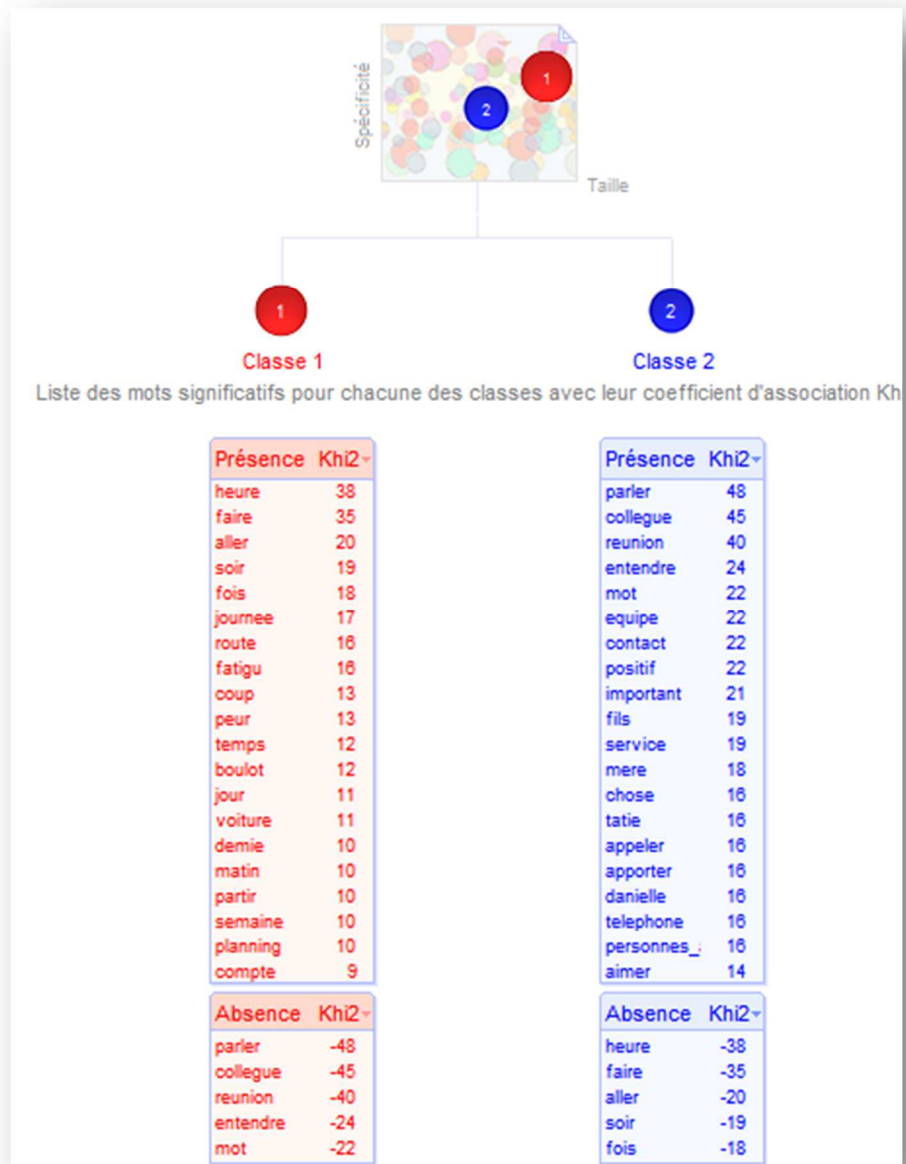 Spécificité
1
2
Taille
1 2
Classe 1 Classe 2
Liste des mots significatifs pour chacune des classes avec leur coefficient d'association Kh
Présence Khi2
heure 38
faire 35
aller 20
soir 19
fois 18
journee 17
route 16
fatigu 16
coup 13
peur 13
temps 12
boulot 12
jour 11
voiture 11
demie 10
matin 10
partir 10
semaine 10
planning 10
compte 9
Absence Khi2
parler -48
collegue -45
reunion -40
entendre -24
mot -22
Présence Khi2
parler 48
collegue 45
reunion 40
entendre 24
mot 22
equipe 22
contact 22
positif 22
important 21
fils 19
service 19
mere 18
chose 16
tatie 16
appeler 16
apporter 16
danielle 16
telephone 16
personnes_ 16
aimer 14
Absence Khi2
heure -38
faire -35
aller -20
soir -19
fois -18